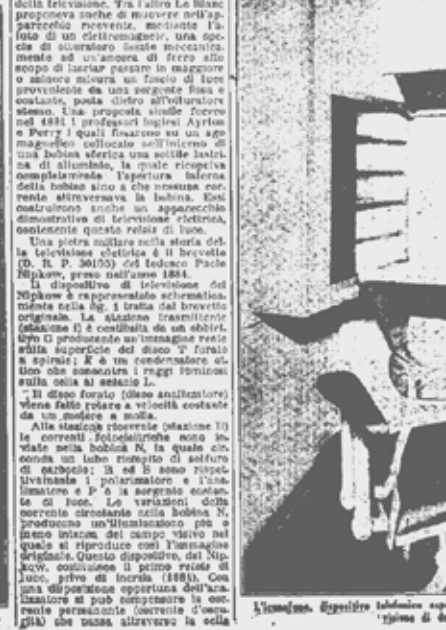 della televisione. Tra l'altro Le Blanc
proponeva anche di muovere nell'ap-
parecchio ricevente, mediante l'a-
iuto di un elettromagnete, una spe-
cie di otturatore fissato meccanica-
mente ad un'ancora di ferro allo
scopo di lasciar passare in maggiore
o minore misura un fascio di luce
proveniente da una sorgente fissa e
costante, posta dietro all'otturatore
stesso. Una proposta simile fecero
nel 1881 i professori inglesi Ayrton
e Perry i quali fissarono su un ago
magnetico collocato nell'interno di
una bobina sferica una sottile lastri-
na di alluminio, la quale ricopriva
completamente l'apertura interna
della bobina sino a che nessuna cor-
rente attraversava la bobina. Essi
costruirono anche un apparecchio
dimostrativo di televisione elettrica,
contenente questo relais di luce.
Una pietra miliare nella storia del-
la televisione elettrica è il brevetto
(D. R. P. 30105) del tedesco Paolo
Nipkow, preso nell'anno 1884.
Il dispositivo di televisione del
Nipkow è rappresentato schematica-
mente nella fig. 1 tratta dal brevetto
originale. La stazione trasmittente
(stazione I) è costituita da un obbiet-
tivo O producente un'immagine reale
sulla superficie del disco T forato
a spirale; K è un condensatore ot-
tico che concentra i raggi luminosi
sulla cella al selenio L.
Il disco forato (disco analizzatore)
viene fatto rotare a velocità costante
da un motore a molla.
Alla stazione ricevente (stazione II)
le correnti fotoelettriche sono in-
viate nella bobina N, la quale cir-
conda un tubo riempito di solfuro
di carbonio; R ed S sono rispet-
tivamente i polarizzatore e l'ana-
lizzatore e P è la sorgente costan-
te di luce. Le variazioni della
corrente circolante nella bobina N,
producono un'illuminazione più o
meno intensa del campo visivo nel
quale si riproduce così l'immagine
originale. Questo dispositivo, del Nip-
kow, costituisce il primo relais di
luce, privo di inerzia (1884). Con
una disposizione opportuna dell'ana-
lizzatore si può compensare la cor-
rente permanente (corrente d'oscu-
rità) che passa attraverso la cella
L'iconofono, dispositivo telefonico
visione di